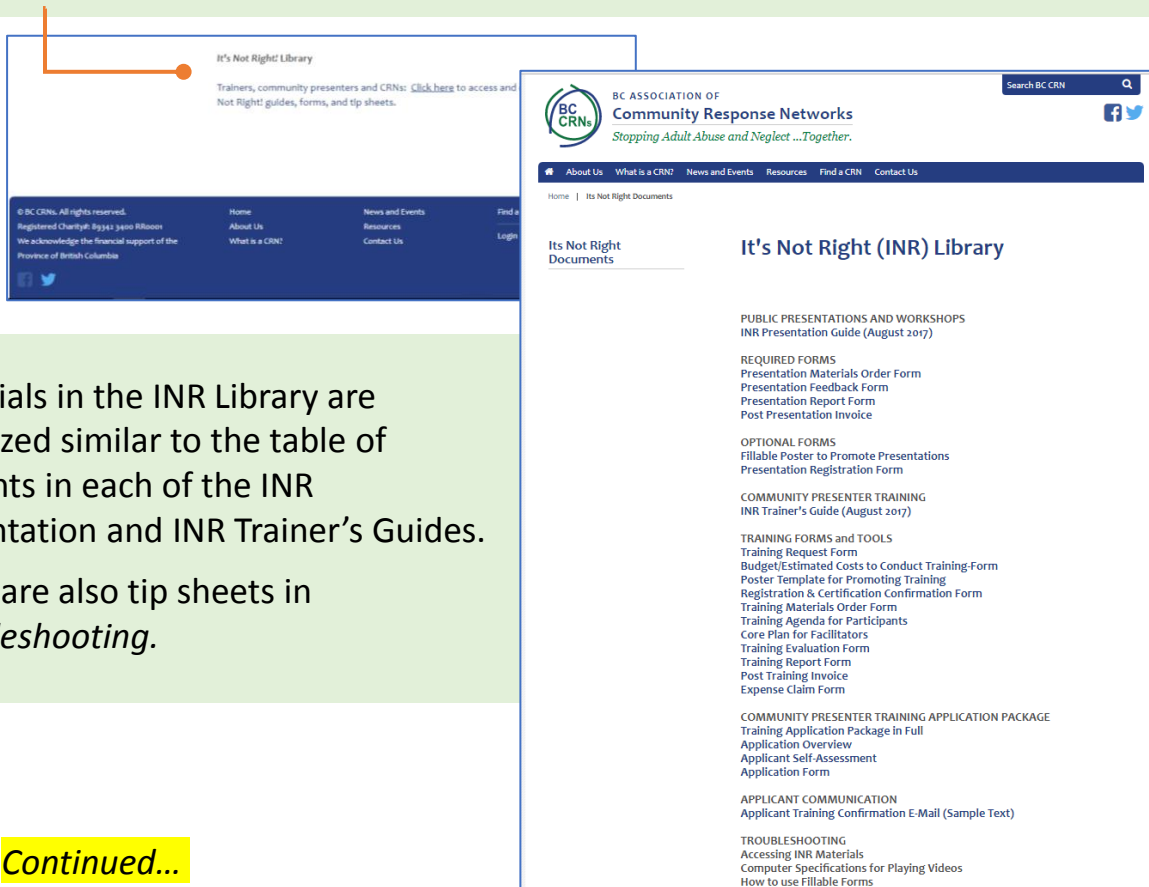 It's Not Right! Library
Trainers, community presenters and CRNs: Click here to access and
Not Right! guides, forms, and tip sheets.
© BC CRNs. All rights reserved.
Registered Charity#: 89342 3400 RR0001
We acknowledge the financial support of the
Province of British Columbia
Home
About Us
What is a CRN?
News and Events
Resources
Contact Us
Find a
Login
ials in the INR Library are
zed similar to the table of
nts in each of the INR
ntation and INR Trainer's Guides.
are also tip sheets in
leshooting.
Continued…
BC
CRNs
BC ASSOCIATION OF
Community Response Networks
Stopping Adult Abuse and Neglect ...Together.
Search BC CRN
About Us What is a CRN? News and Events Resources Find a CRN Contact Us
Home | Its Not Right Documents
Its Not Right
Documents
It's Not Right (INR) Library
PUBLIC PRESENTATIONS AND WORKSHOPS
INR Presentation Guide (August 2017)
REQUIRED FORMS
Presentation Materials Order Form
Presentation Feedback Form
Presentation Report Form
Post Presentation Invoice
OPTIONAL FORMS
Fillable Poster to Promote Presentations
Presentation Registration Form
COMMUNITY PRESENTER TRAINING
INR Trainer's Guide (August 2017)
TRAINING FORMS and TOOLS
Training Request Form
Budget/Estimated Costs to Conduct Training-Form
Poster Template for Promoting Training
Registration & Certification Confirmation Form
Training Materials Order Form
Training Agenda for Participants
Core Plan for Facilitators
Training Evaluation Form
Training Report Form
Post Training Invoice
Expense Claim Form
COMMUNITY PRESENTER TRAINING APPLICATION PACKAGE
Training Application Package in Full
Application Overview
Applicant Self-Assessment
Application Form
APPLICANT COMMUNICATION
Applicant Training Confirmation E-Mail (Sample Text)
TROUBLESHOOTING
Accessing INR Materials
Computer Specifications for Playing Videos
How to use Fillable Forms